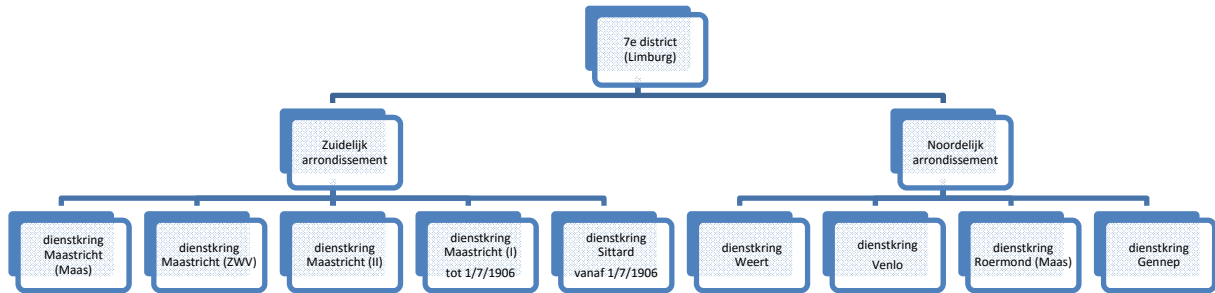 7e district
(Limburg)
Zuidelijk
arrondissement
Noordelijk
arrondissement
dienstkring
Maastricht
(Maas)
dienstkring
Maastricht (ZWV)
dienstkring
Maastricht (II)
dienstkring
Maastricht (I)
tot 1/7/1906
dienstkring
Sittard
vanaf 1/7/1906
dienstkring
Weert
dienstkring
Venlo
dienstkring
Roermond (Maas)
dienstkring
Gennep